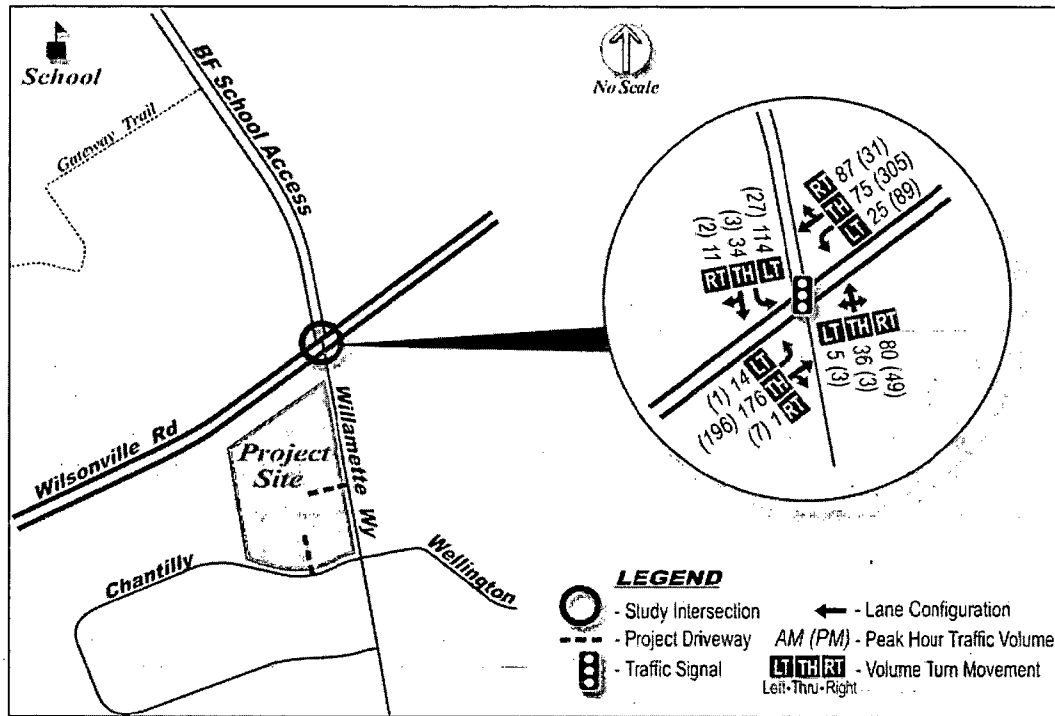 School
No Scale
BF School Access
Gateway Trail
RT 87 (31)
TH 75 (305)
LT 25 (89)
(2) 11 (3) 34 (27) 114
RT TH LT
LT TH RT
5 (3) 36 (3) 80 (49)
(1) 14 LT
(196) 176 TH
(7) 1 RT
Wilsonville Rd
Project
Site
Willamette Wy
Chantilly
Wellington
LEGEND
- Study Intersection
- Project Driveway
- Traffic Signal
- Lane Configuration
AM (PM) - Peak Hour Traffic Volume
LT TH RT - Volume Turn Movement
Left•Thru•Right